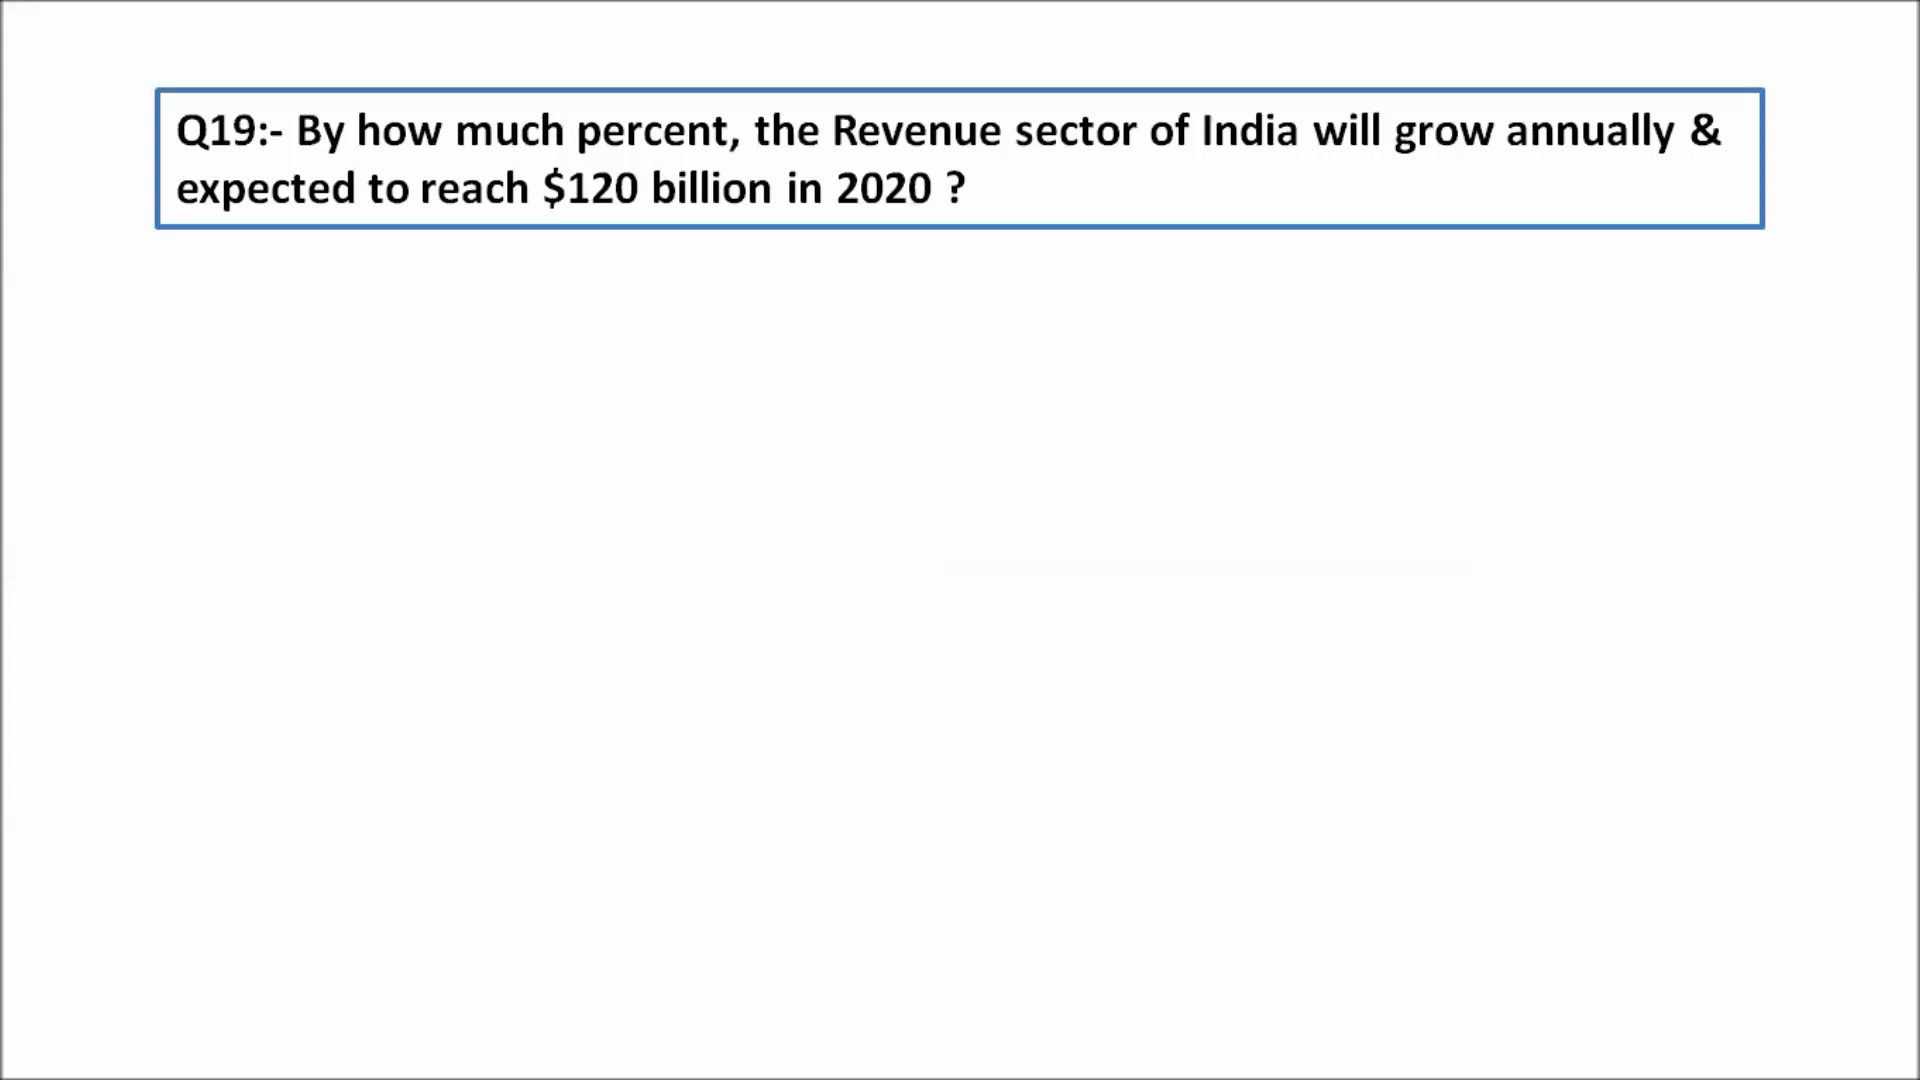 Q19:- By how much percent, the Revenue sector of India will grow annually &
expected to reach $120 billion in 2020 ?